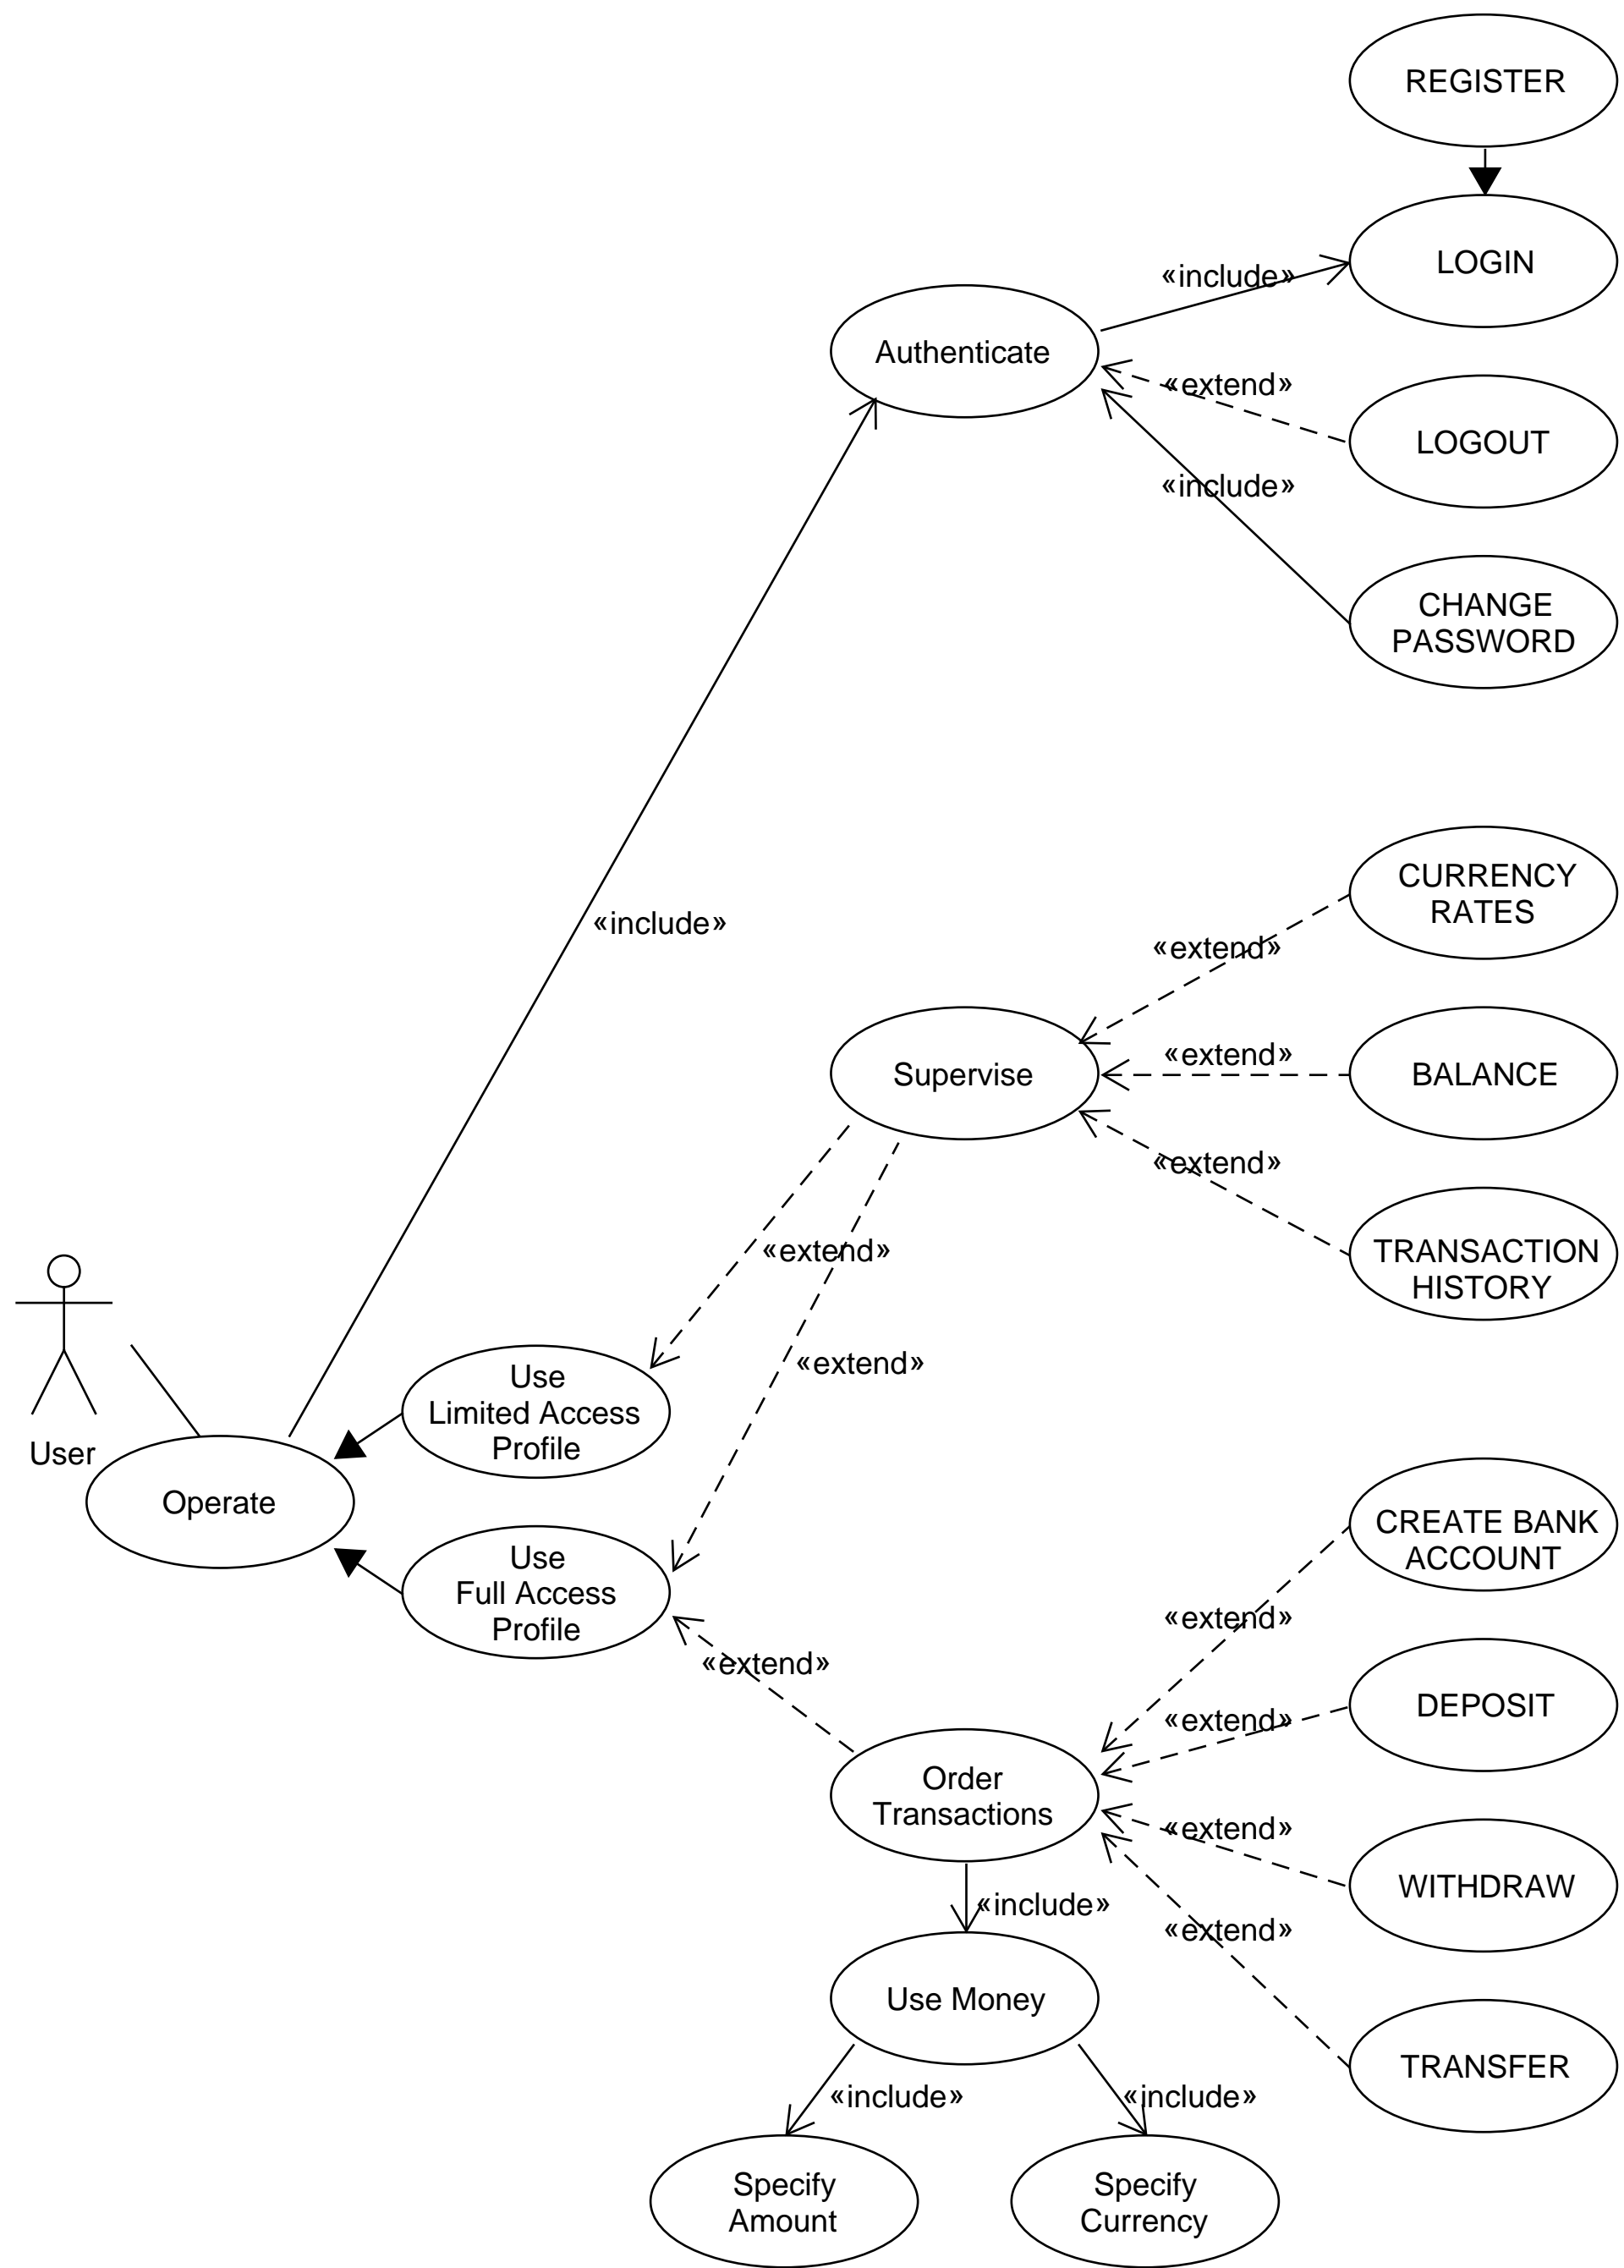 REGISTER
LOGIN
«include»
Authenticate
«extend»
LOGOUT
«include»
CHANGE
PASSWORD
CURRENCY
RATES
«include»
«extend»
Supervise
«extend»
BALANCE
«extend»
TRANSACTION
HISTORY
«extend»
«extend»
Use
Limited Access
Profile
User
Operate
Use
Full Access
Profile
CREATE BANK
ACCOUNT
«extend»
«extend»
«extend»
DEPOSIT
Order
Transactions
«extend»
WITHDRAW
«include»
«extend»
Use Money
TRANSFER
«include»
«include»
Specify
Amount
Specify
Currency